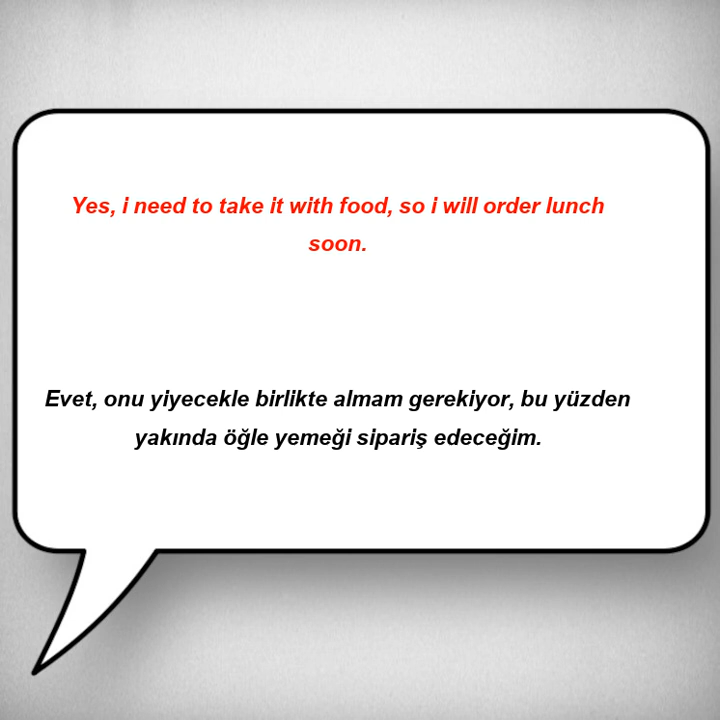 Yes, i need to take it with food, so i will order lunch
soon.
Evet, onu yiyecekle birlikte almam gerekiyor, bu yüzden
yakında öğle yemeği sipariş edeceğim.